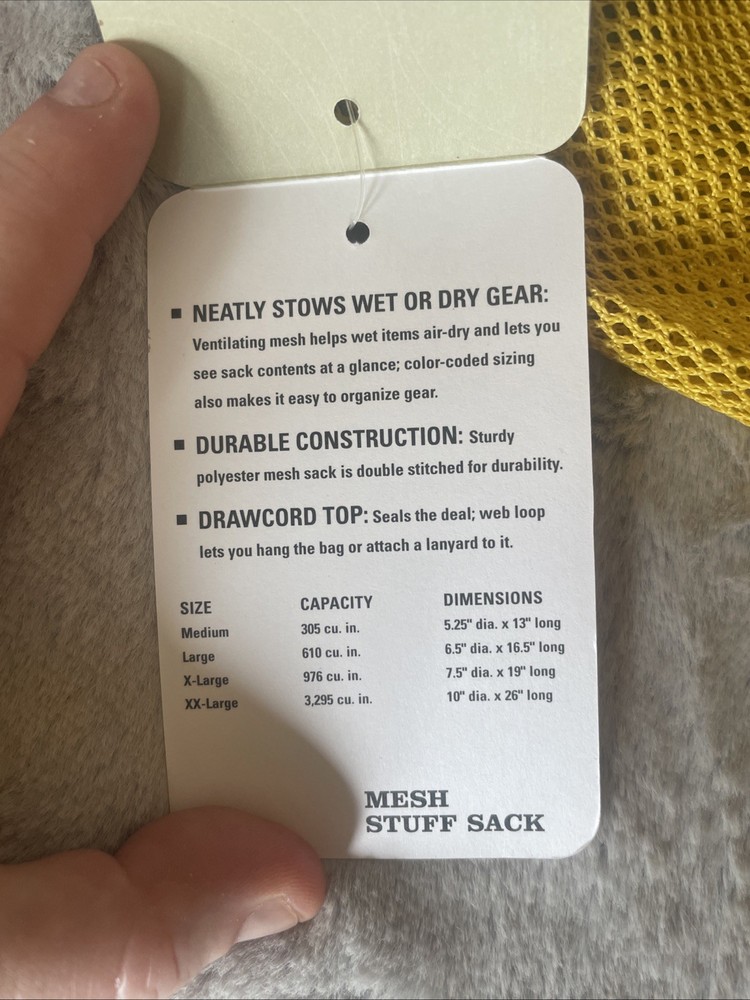 ■ NEATLY STOWS WET OR DRY GEAR:
Ventilating mesh helps wet items air-dry and lets you
see sack contents at a glance; color-coded sizing
also makes it easy to organize gear.
■ DURABLE CONSTRUCTION: Sturdy
polyester mesh sack is double stitched for durability.
■ DRAWCORD TOP: Seals the deal; web loop
lets you hang the bag or attach a lanyard to it.
SIZE CAPACITY DIMENSIONS
Medium 305 cu. in. 5.25" dia. x 13" long
Large 610 cu. in. 6.5" dia. x 16.5" long
X-Large 976 cu. in. 7.5" dia. x 19" long
XX-Large 3,295 cu. in. 10" dia. x 26" long
MESH
STUFF SACK